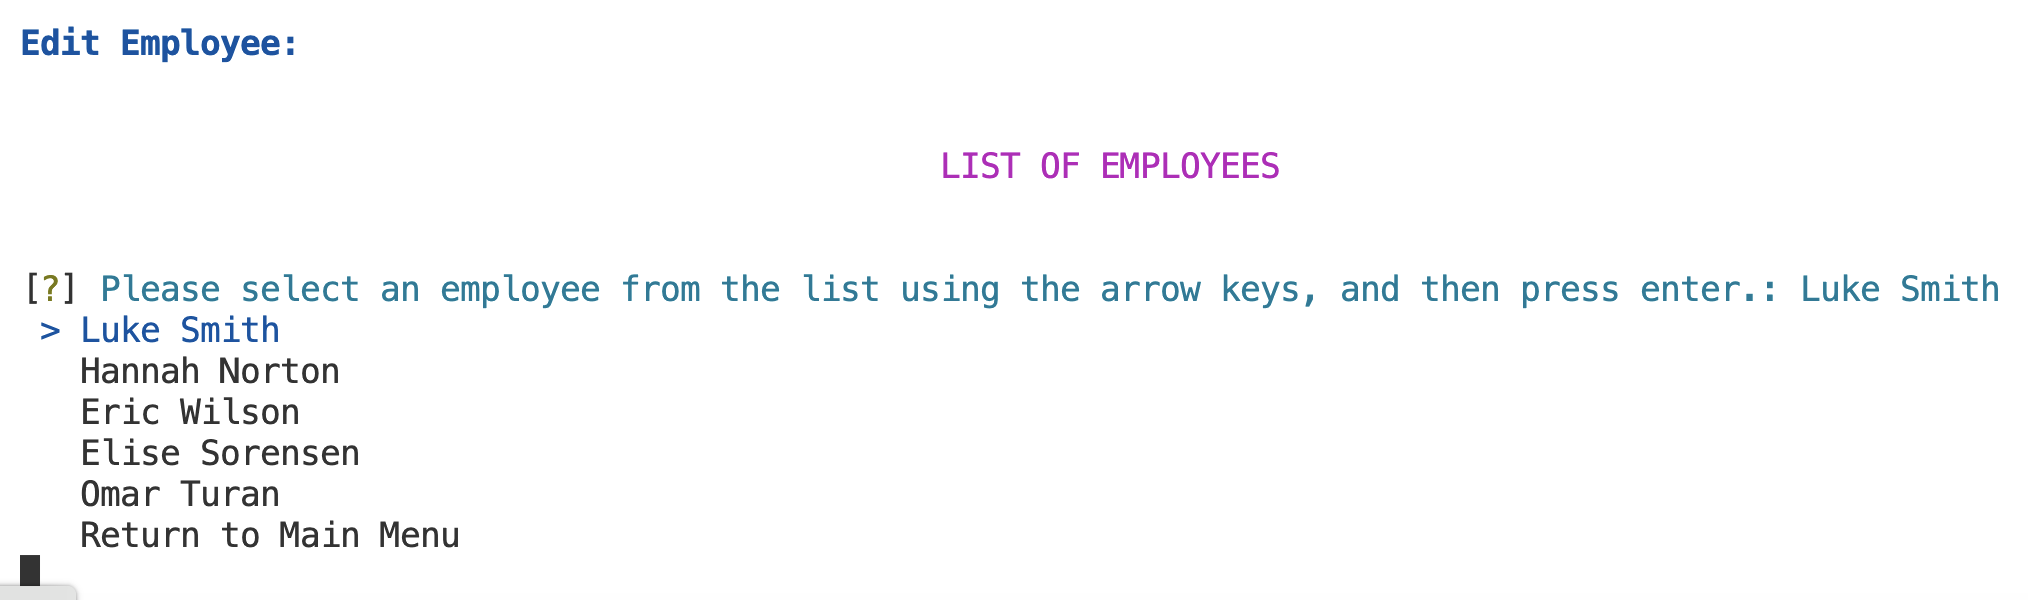 Edit Employee:
LIST OF EMPLOYEES
[?] Please select an employee from the list using the arrow keys, and then press enter.: Luke Smith
> Luke Smith
Hannah Norton
Eric Wilson
Elise Sorensen
Omar Turan
Return to Main Menu